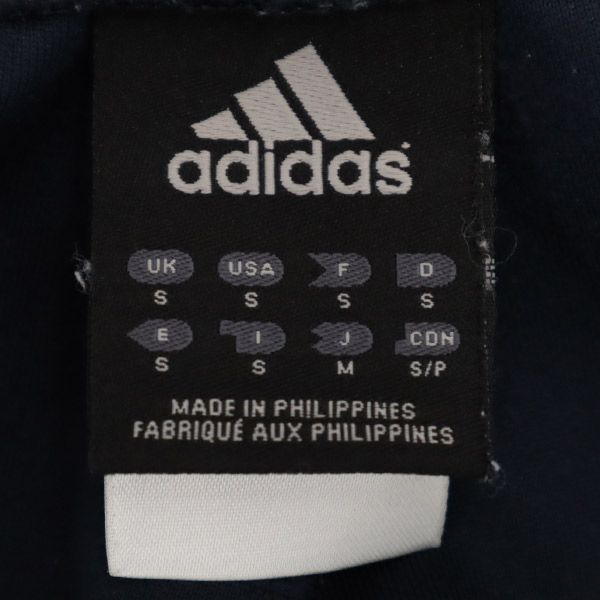 adidas
UK USA F D
S S S S
E I J CDN
S S M S/P
MADE IN PHILIPPINES
FABRIQUÉ AUX PHILIPPINES